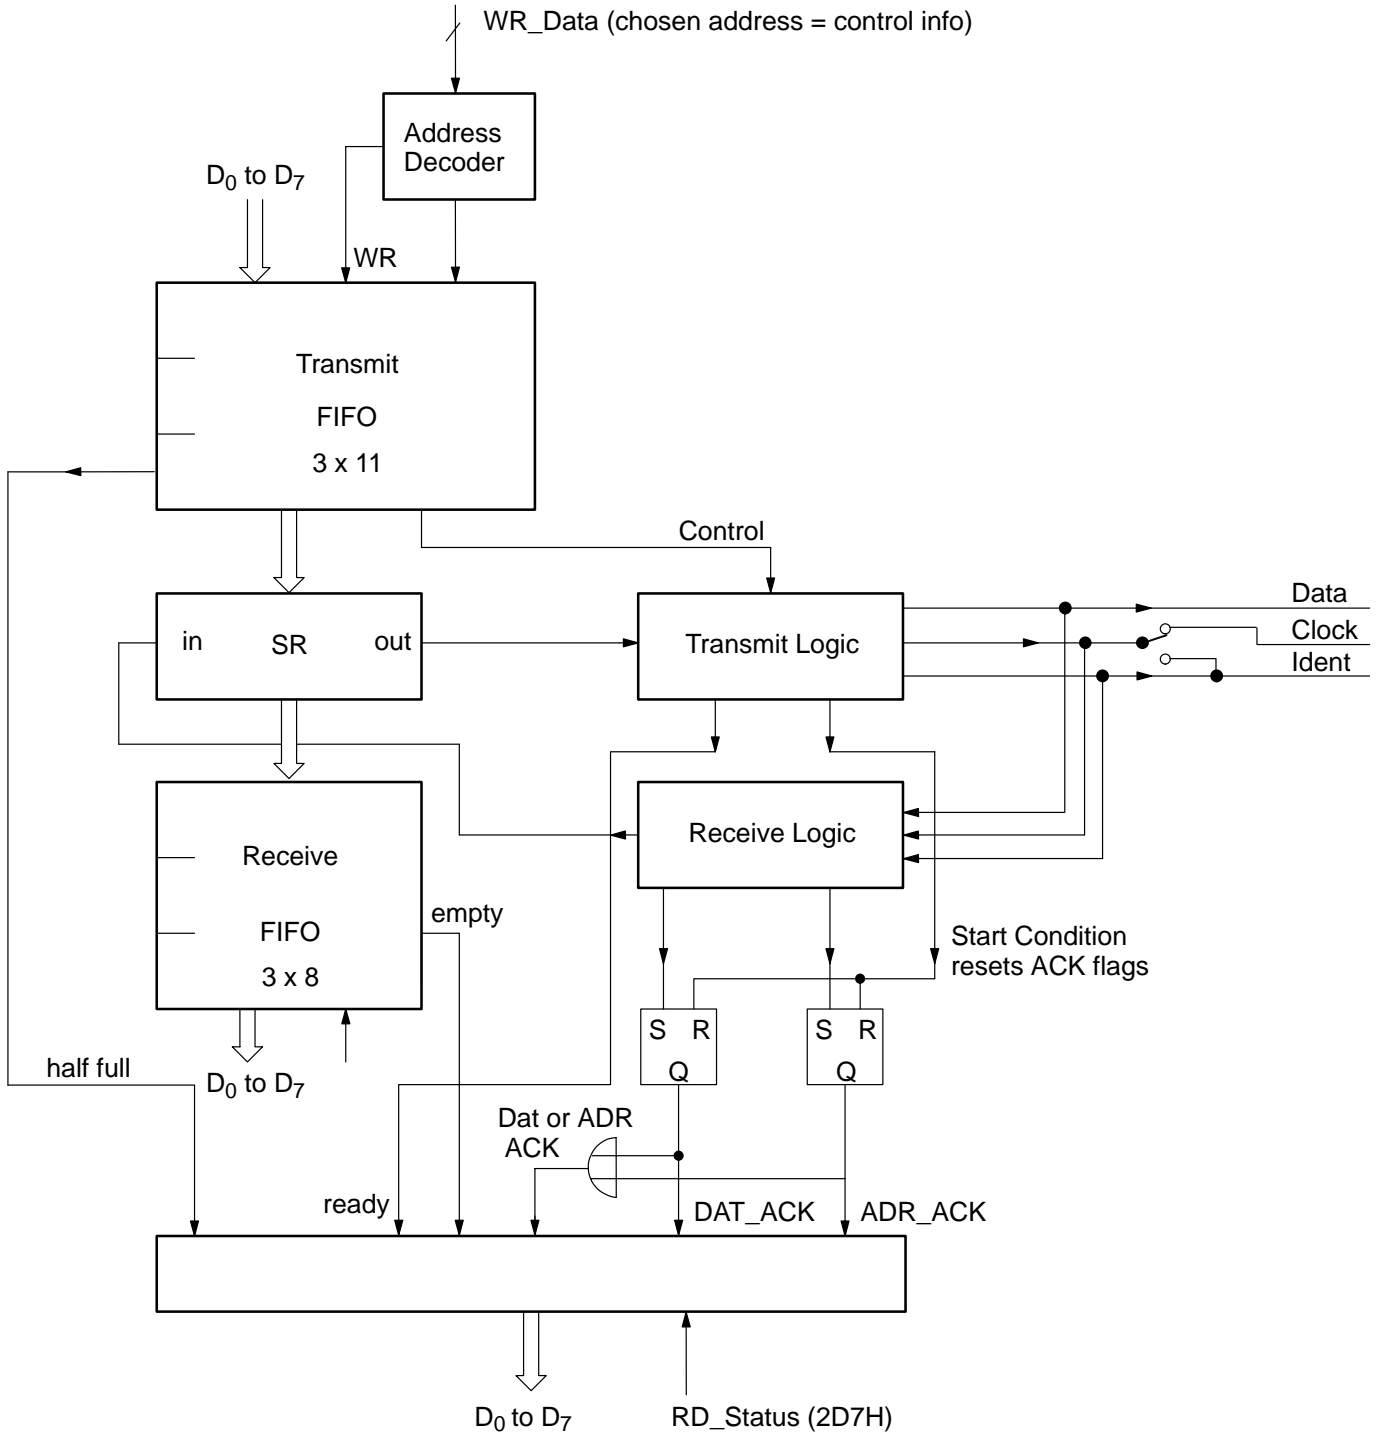 WR_Data (chosen address = control info)
Address
Decoder
D0 to D7
WR
Transmit
FIFO
3 x 11
Control
in
SR
out
Transmit Logic
Data
Clock
Ident
Receive Logic
Receive
FIFO
3 x 8
empty
Start Condition
resets ACK flags
S R
Q
S R
Q
half full
D0 to D7
Dat or ADR
ACK
ready
DAT_ACK
ADR_ACK
D0 to D7
RD_Status (2D7H)